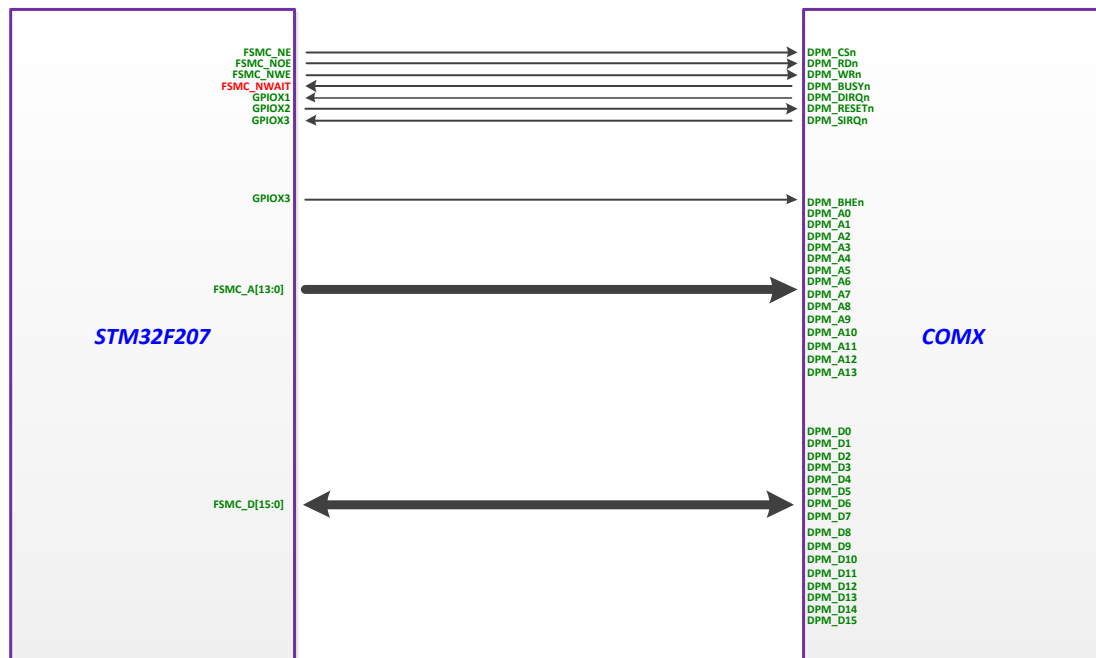 FSMC_NE
FSMC_NOE
FSMC_NWE
FSMC_NWAIT
GPIOX1
GPIOX2
GPIOX3
GPIOX3
FSMC_A[13:0]
STM32F207
FSMC_D[15:0]
DPM_CSn
DPM_RDn
DPM_WRn
DPM_BUSYn
DPM_DIRQn
DPM_RESETn
DPM_SIRQn
DPM_BHEn
DPM_A0
DPM_A1
DPM_A2
DPM_A3
DPM_A4
DPM_A5
DPM_A6
DPM_A7
DPM_A8
DPM_A9
DPM_A10
DPM_A11
DPM_A12
DPM_A13
COMX
DPM_D0
DPM_D1
DPM_D2
DPM_D3
DPM_D4
DPM_D5
DPM_D6
DPM_D7
DPM_D8
DPM_D9
DPM_D10
DPM_D11
DPM_D12
DPM_D13
DPM_D14
DPM_D15